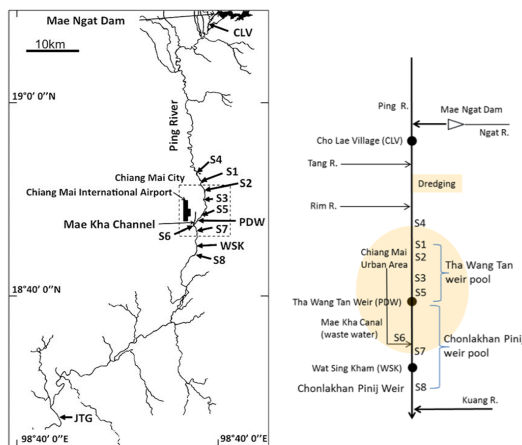 Mae Ngat Dam
CLV
10km
19°0' 0''N
Ping River
S4
S1
Chiang Mai City
S2
Chiang Mai International Airport
S3
S5
Mae Kha Channel
PDW
S6
S7
WSK
S8
18°40' 0''N
JTG
98°40' 0''E
98°40' 0''E
Ping R.
Mae Ngat Dam
Ngat R.
Cho Lae Village (CLV)
Tang R.
Dredging
Rim R.
S4
Chiang Mai
Urban Area
S1
S2
S3
S5
Tha Wang Tan
weir pool
Tha Wang Tan Weir (PDW)
Mae Kha Canal
(waste water)
S6
S7
Chonlakhan Pinij
weir pool
Wat Sing Kham (WSK)
Chonlakhan Pinij Weir
S8
Kuang R.